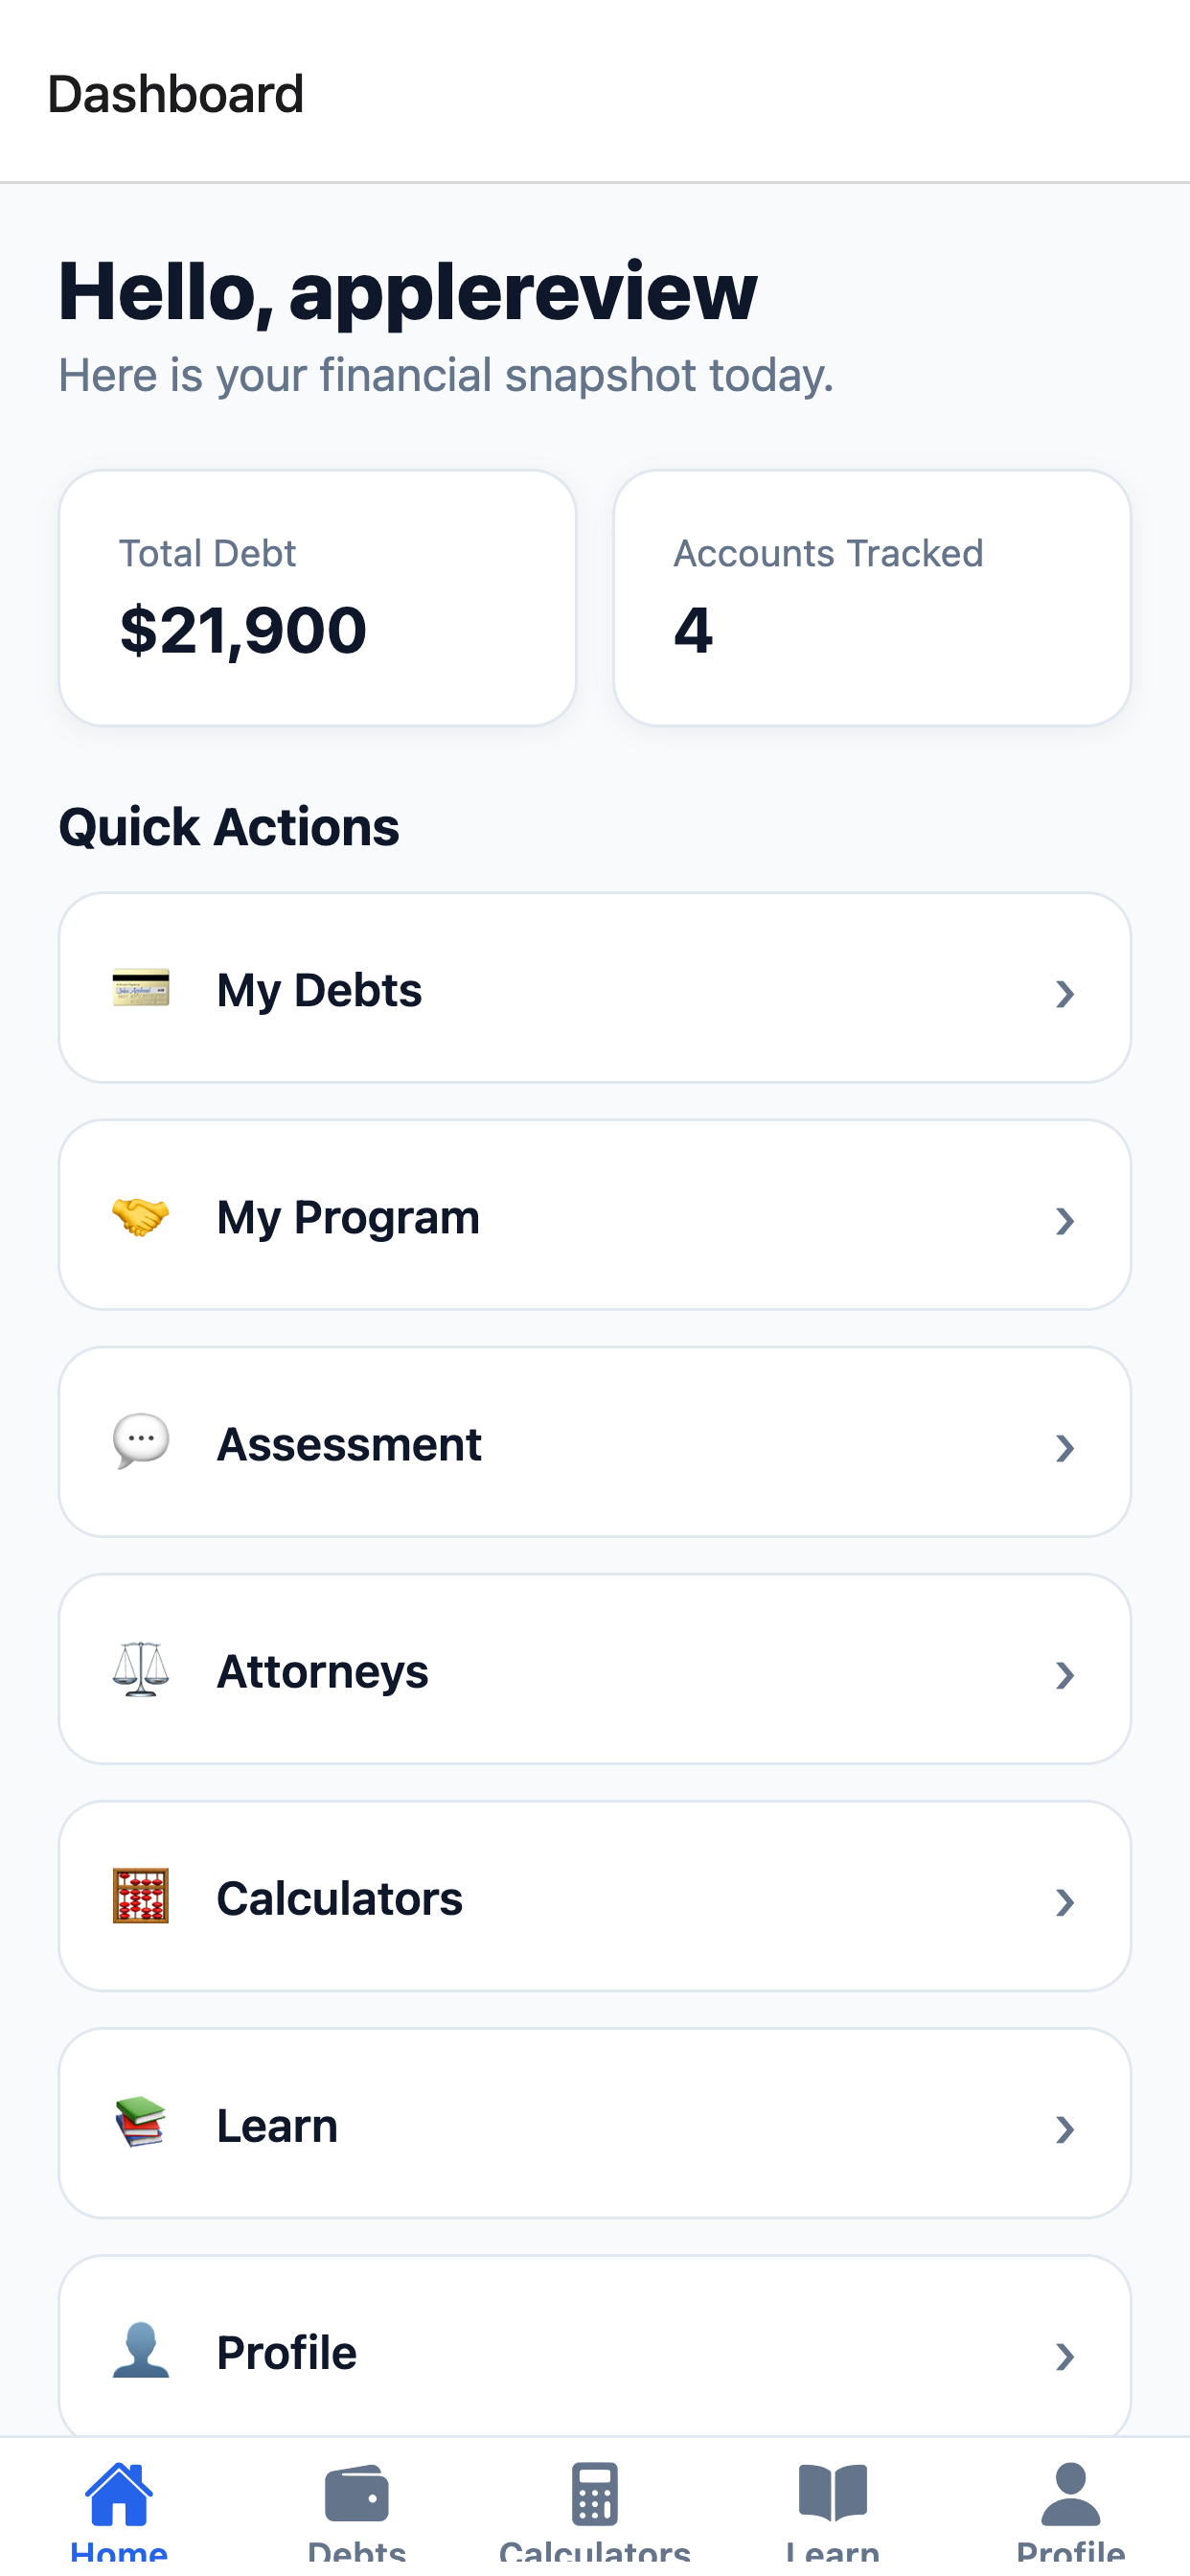 Dashboard
Hello, applereview
Here is your financial snapshot today.
Total Debt
$21,900
Accounts Tracked
4
Quick Actions
My Debts
My Program
Assessment
Attorneys
Calculators
Learn
Profile
Home
Debts
Calculators
Learn
Profile